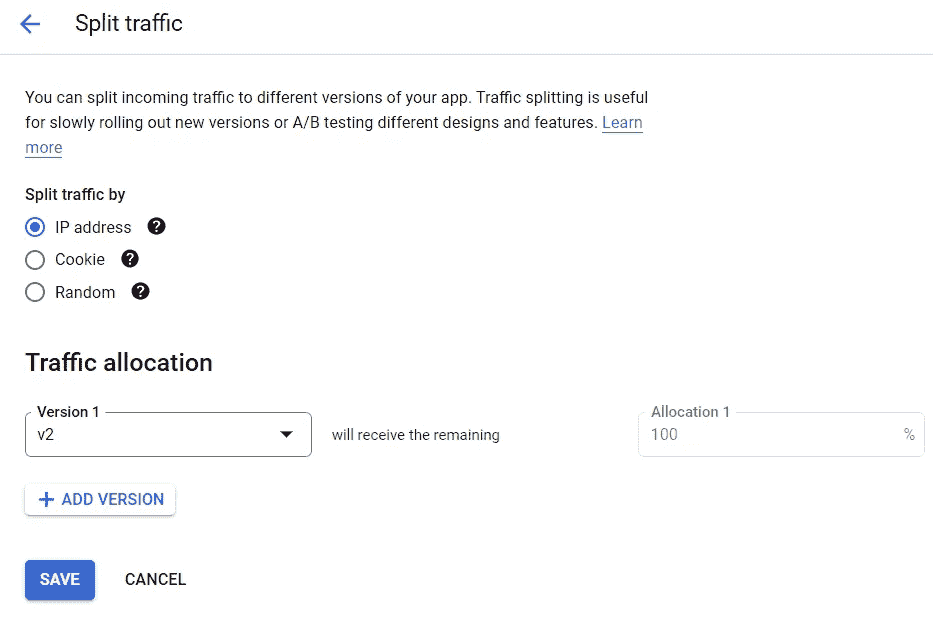 Split traffic
You can split incoming traffic to different versions of your app. Traffic splitting is useful
for slowly rolling out new versions or A/B testing different designs and features. Learn
more
Split traffic by
IP address ?
Cookie ?
Random ?
Traffic allocation
Version 1
v2
will receive the remaining
Allocation 1
100 %
+ ADD VERSION
SAVE CANCEL